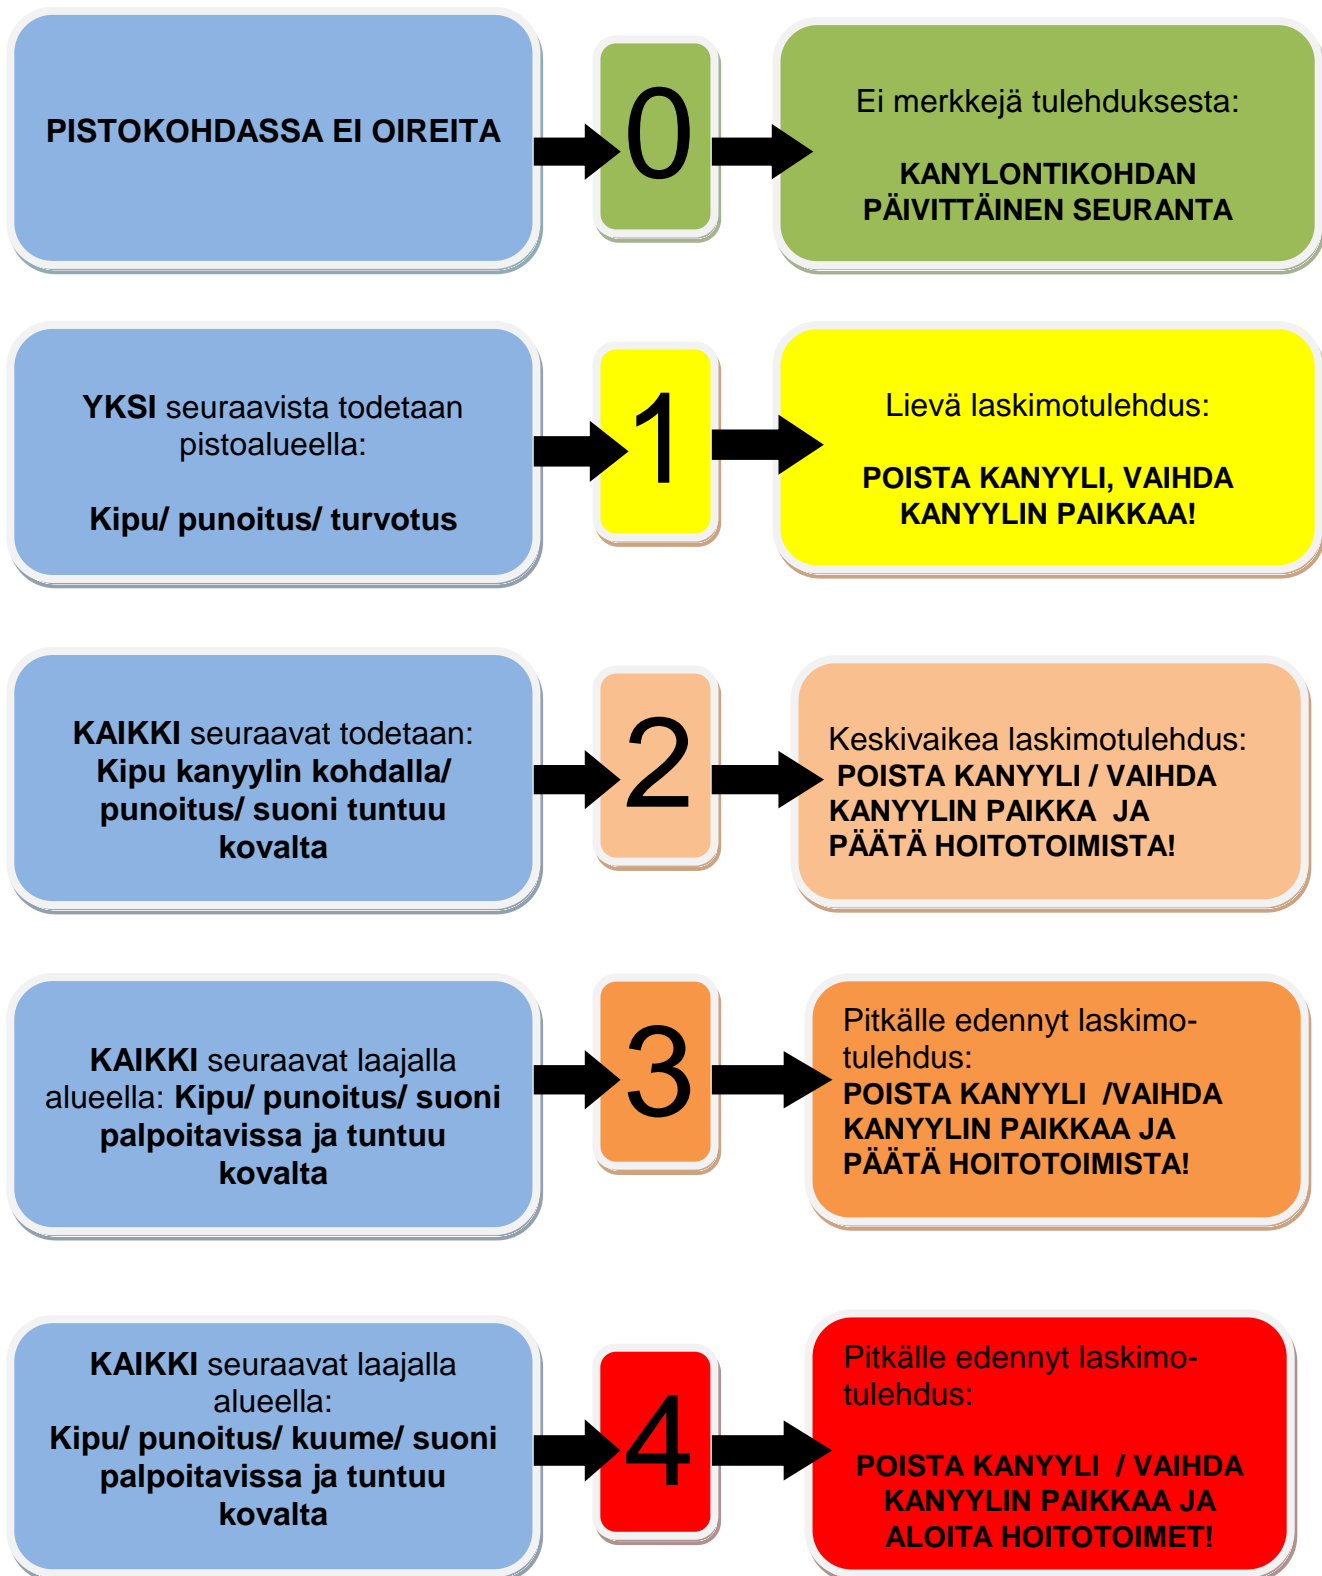 PISTOKOHDASSA EI OIREITA
0
Ei merkkejä tulehduksesta:
KANYLONTIKOHDAN
PÄIVITTÄINEN SEURANTA
YKSI seuraavista todetaan
pistoalueella:
Kipu/ punoitus/ turvotus
1
Lievä laskimotulehdus:
POISTA KANYYLI, VAIHDA
KANYYLIN PAIKKAA!
KAIKKI seuraavat todetaan:
Kipu kanyylin kohdalla/
punoitus/ suoni tuntuu
kovalta
2
Keskivaikea laskimotulehdus:
POISTA KANYYLI / VAIHDA
KANYYLIN PAIKKA JA
PÄÄTÄ HOITOTOIMISTA!
KAIKKI seuraavat laajalla
alueella: Kipu/ punoitus/ suoni
palpoitavissa ja tuntuu
kovalta
3
Pitkälle edennyt laskimo-
tulehdus:
POISTA KANYYLI /VAIHDA
KANYYLIN PAIKKAA JA
PÄÄTÄ HOITOTOIMISTA!
KAIKKI seuraavat laajalla
alueella:
Kipu/ punoitus/ kuume/ suoni
palpoitavissa ja tuntuu
kovalta
4
Pitkälle edennyt laskimo-
tulehdus:
POISTA KANYYLI / VAIHDA
KANYYLIN PAIKKAA JA
ALOITA HOITOTOIMET!